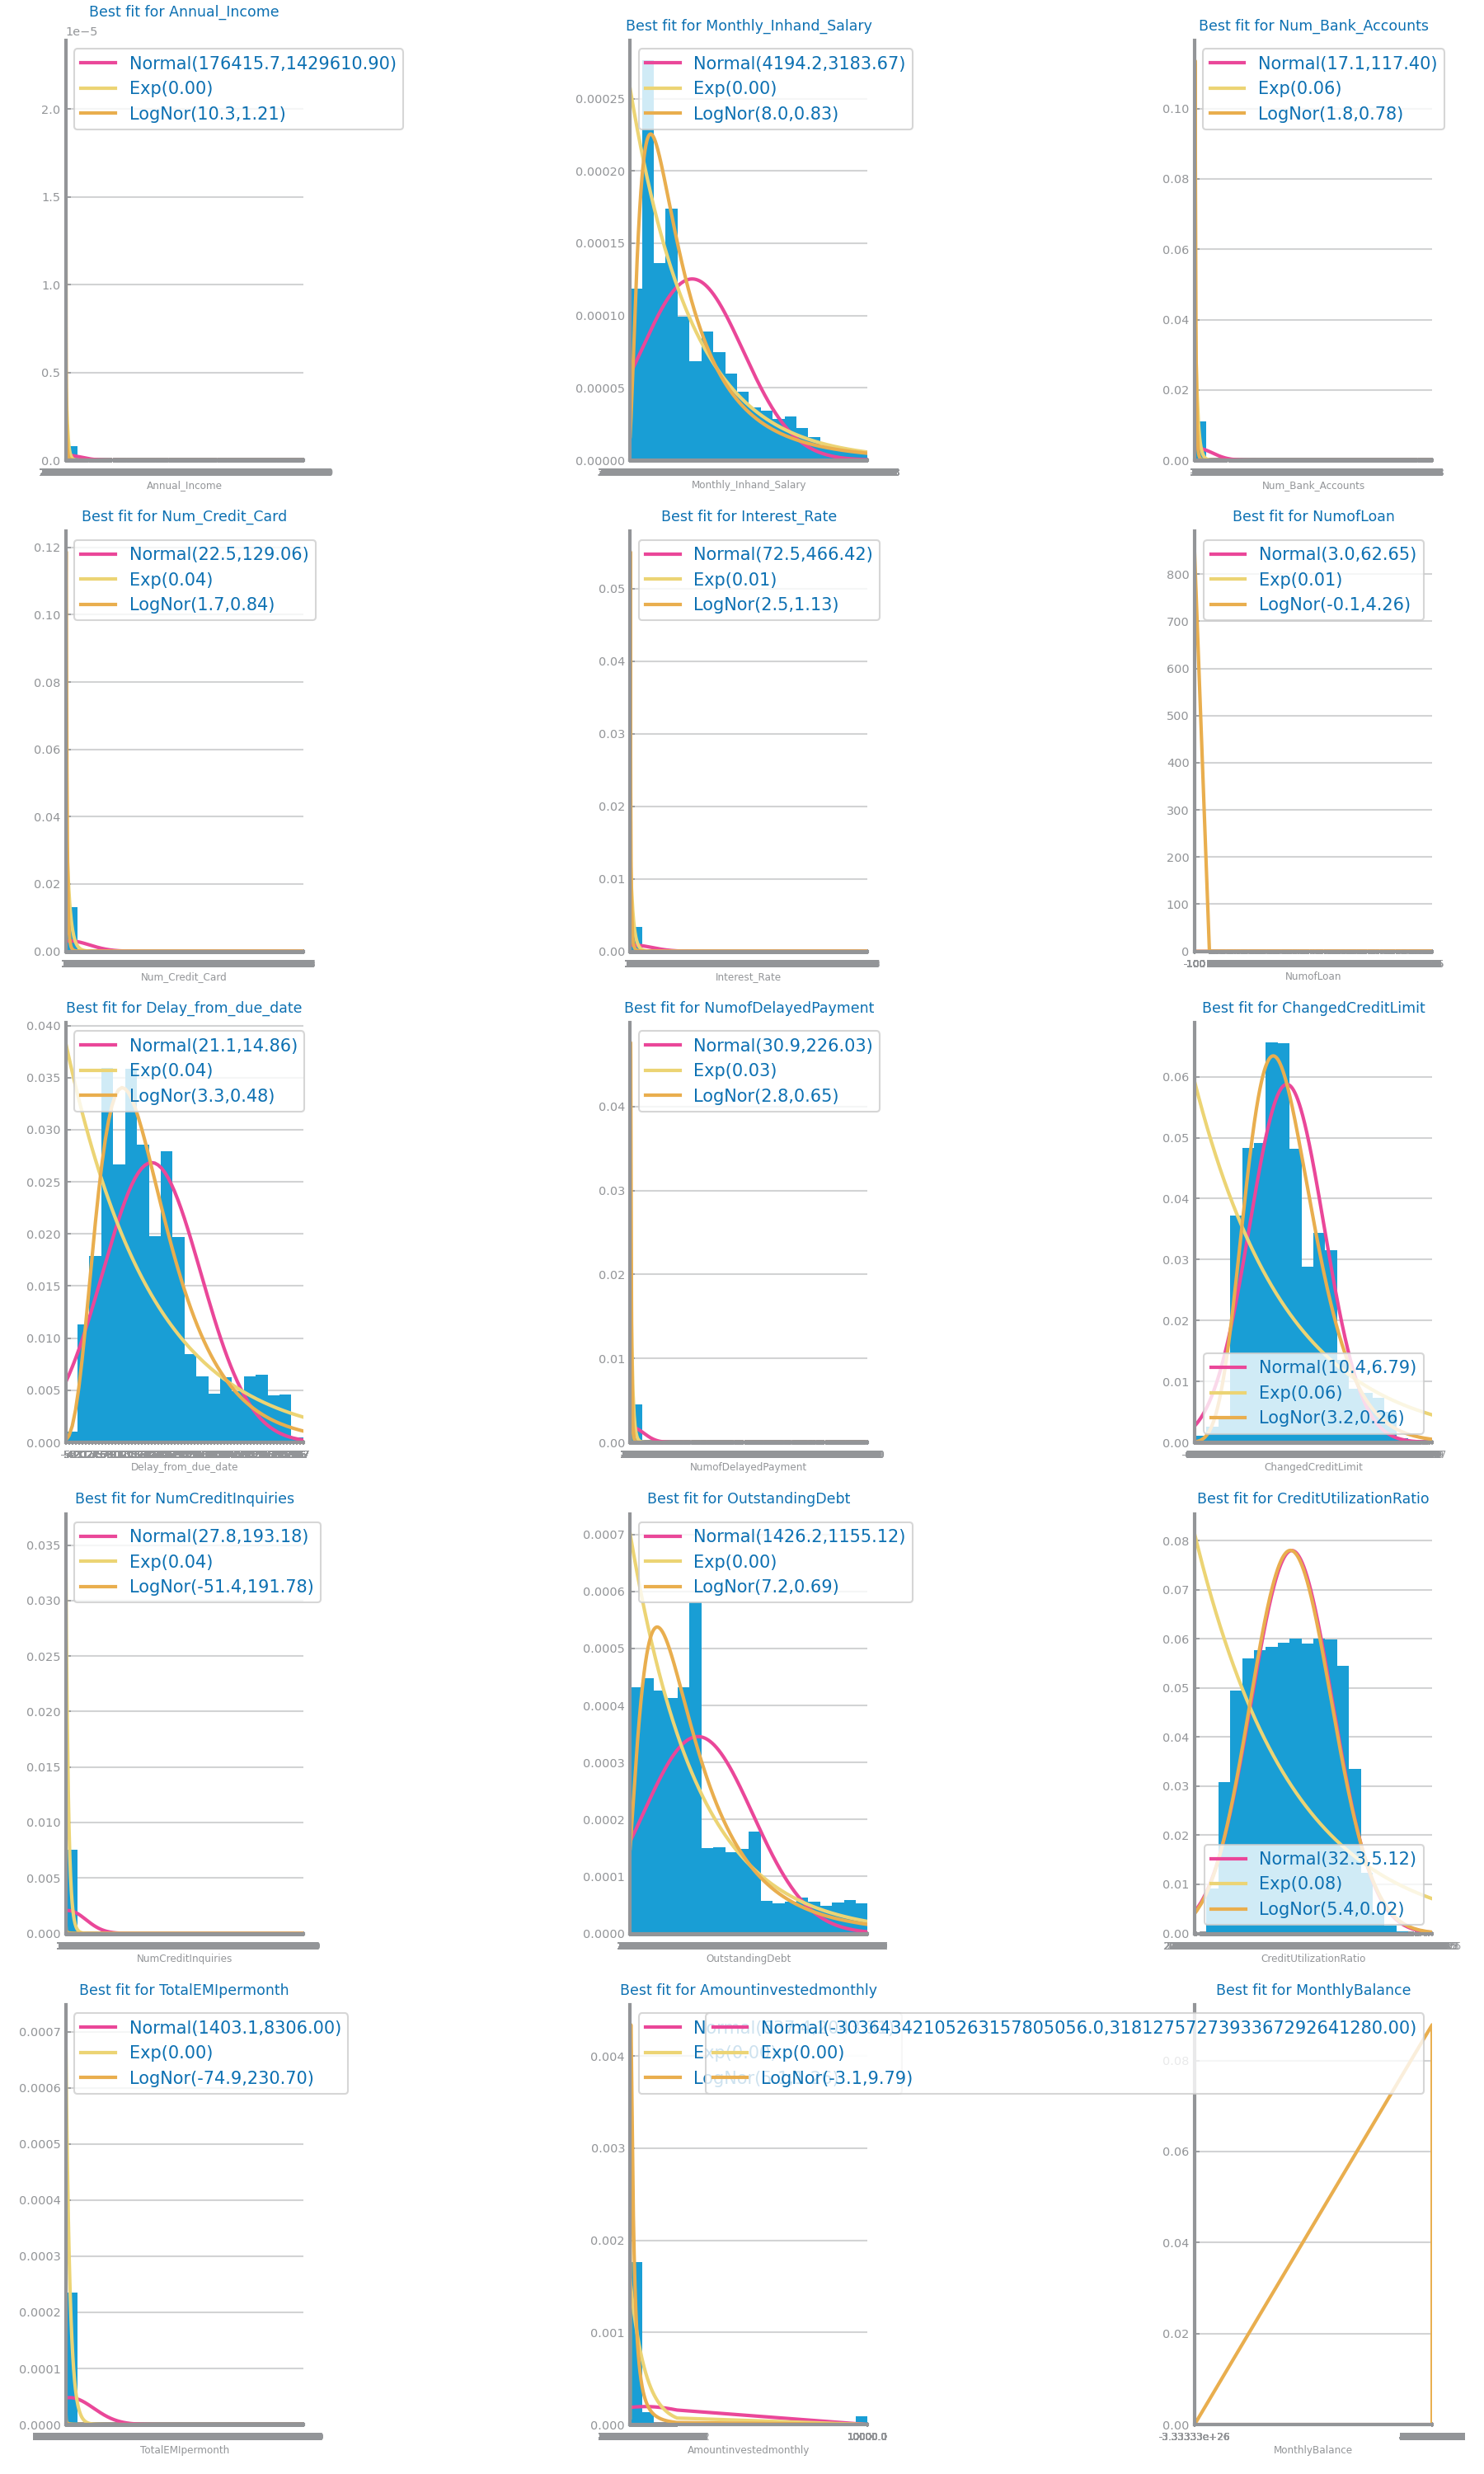 Best fit for Annual_Income
1e−5
Normal(176415.7,1429610.90)
Exp(0.00)
LogNor(10.3,1.21)
2.0
1.5
1.0
0.5
0.0
Annual_Income
Best fit for Monthly_Inhand_Salary
Normal(4194.2,3183.67)
Exp(0.00)
LogNor(8.0,0.83)
0.00025
0.00020
0.00015
0.00010
0.00005
0.00000
Monthly_Inhand_Salary
Best fit for Num_Bank_Accounts
Normal(17.1,117.40)
Exp(0.06)
LogNor(1.8,0.78)
0.10
0.08
0.06
0.04
0.02
0.00
Num_Bank_Accounts
Best fit for Num_Credit_Card
Normal(22.5,129.06)
Exp(0.04)
LogNor(1.7,0.84)
0.12
0.10
0.08
0.06
0.04
0.02
0.00
Num_Credit_Card
Best fit for Interest_Rate
Normal(72.5,466.42)
Exp(0.01)
LogNor(2.5,1.13)
0.05
0.04
0.03
0.02
0.01
0.00
Interest_Rate
Best fit for NumofLoan
Normal(3.0,62.65)
Exp(0.01)
LogNor(-0.1,4.26)
800
700
600
500
400
300
200
100
0
-100
NumofLoan
Best fit for Delay_from_due_date
Normal(21.1,14.86)
Exp(0.04)
LogNor(3.3,0.48)
0.040
0.035
0.030
0.025
0.020
0.015
0.010
0.005
0.000
Delay_from_due_date
Best fit for NumofDelayedPayment
Normal(30.9,226.03)
Exp(0.03)
LogNor(2.8,0.65)
0.04
0.03
0.02
0.01
0.00
NumofDelayedPayment
Best fit for ChangedCreditLimit
0.06
0.05
0.04
0.03
0.02
0.01
0.00
Normal(10.4,6.79)
Exp(0.06)
LogNor(3.2,0.26)
ChangedCreditLimit
Best fit for NumCreditInquiries
Normal(27.8,193.18)
Exp(0.04)
LogNor(-51.4,191.78)
0.035
0.030
0.025
0.020
0.015
0.010
0.005
0.000
NumCreditInquiries
Best fit for OutstandingDebt
Normal(1426.2,1155.12)
Exp(0.00)
LogNor(7.2,0.69)
0.0007
0.0006
0.0005
0.0004
0.0003
0.0002
0.0001
0.0000
OutstandingDebt
Best fit for CreditUtilizationRatio
0.08
0.07
0.06
0.05
0.04
0.03
0.02
0.01
0.00
Normal(32.3,5.12)
Exp(0.08)
LogNor(5.4,0.02)
CreditUtilizationRatio
Best fit for TotalEMIpermonth
Normal(1403.1,8306.00)
Exp(0.00)
LogNor(-74.9,230.70)
0.0007
0.0006
0.0005
0.0004
0.0003
0.0002
0.0001
0.0000
TotalEMIpermonth
Best fit for Amountinvestedmonthly
0.004
0.003
0.002
0.001
0.000
Amountinvestedmonthly
Best fit for MonthlyBalance
Normal(-30364342105263157805056.0,3181275727393367292641280.00)
Exp(0.00)
LogNor(-3.1,9.79)
0.08
0.06
0.04
0.02
0.00
-3.33333e+26
MonthlyBalance